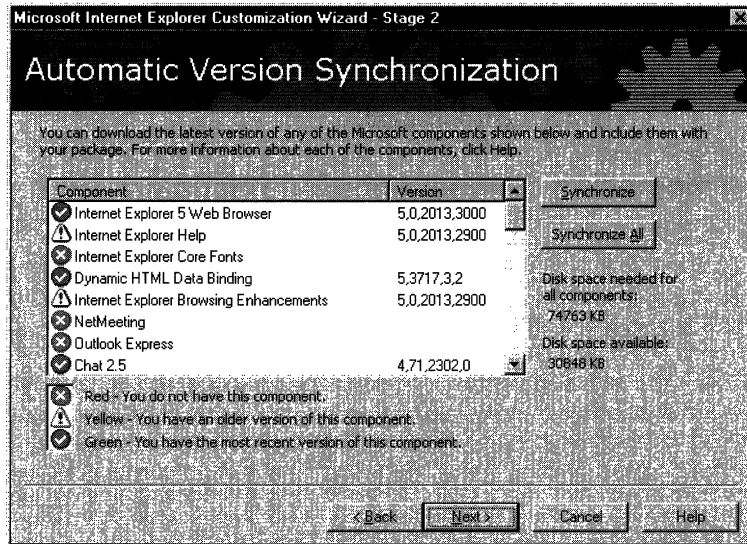 Microsoft Internet Explorer Customization Wizard - Stage 2
Automatic Version Synchronization
You can download the latest version of any of the Microsoft components shown below and include them with
your package. For more information about each of the components, click Help.
Component Version
Internet Explorer 5 Web Browser 5,0,2013,3000
Internet Explorer Help 5,0,2013,2900
Internet Explorer Core Fonts
Dynamic HTML Data Binding 5,3717,3,2
Internet Explorer Browsing Enhancements 5,0,2013,2900
NetMeeting
Outlook Express
Chat 2.5 4,71,2302,0
Synchronize
Synchronize All
Disk space needed for
all components:
74763 KB
Disk space available:
30848 KB
Red - You do not have this component.
Yellow - You have an older version of this component.
Green - You have the most recent version of this component.
< Back Next > Cancel Help